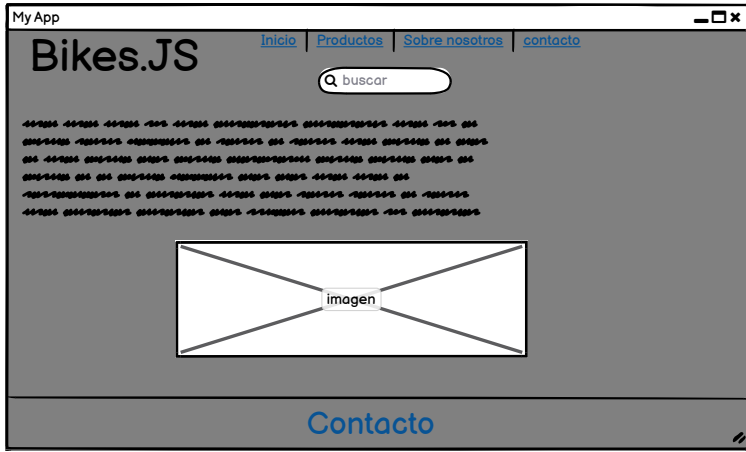 My App
Bikes.JS
Inicio Productos Sobre nosotros contacto
buscar
imagen
Contacto